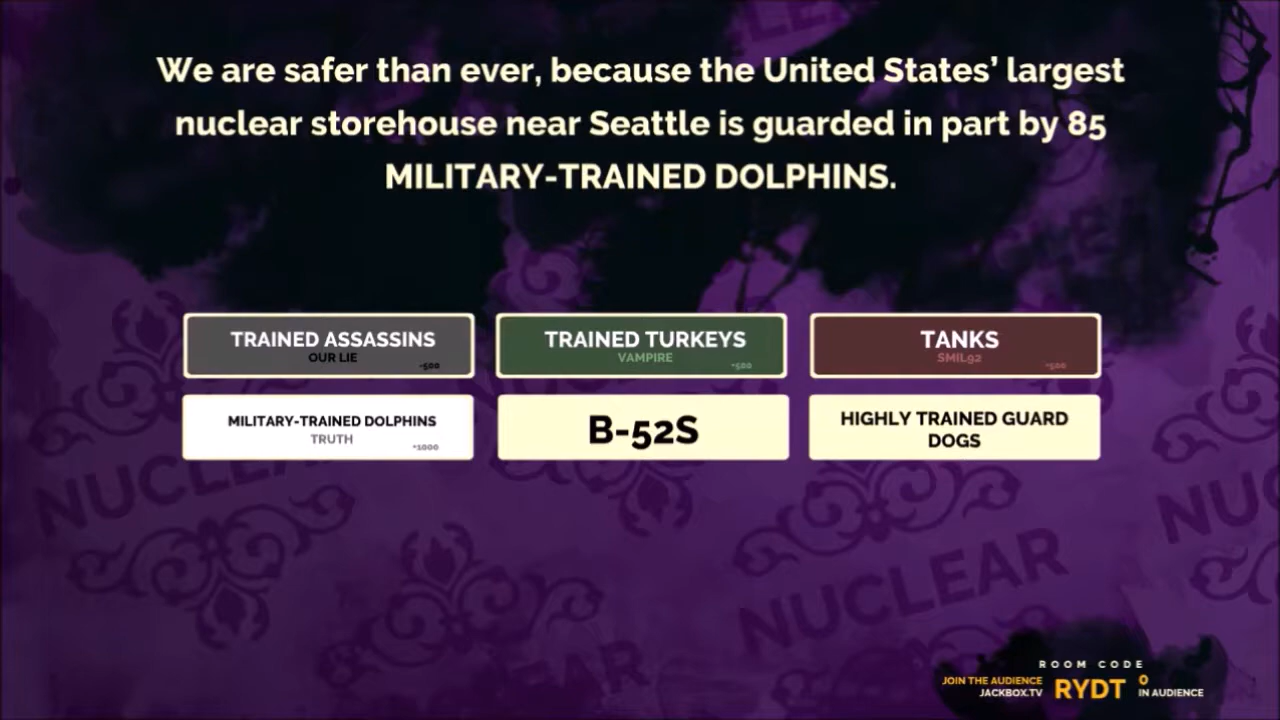 We are safer than ever, because the United States’ largest
nuclear storehouse near Seattle is guarded in part by 85
MILITARY-TRAINED DOLPHINS.
TRAINED ASSASSINS
OUR LIE
-500
TRAINED TURKEYS
VAMPIRE
+500
TANKS
SMIL92
+500
MILITARY-TRAINED DOLPHINS
TRUTH
+1000
B-52S
HIGHLY TRAINED GUARD
DOGS
NUCLEAR
NUCLEAR
NUCLEAR
ROOM CODE
JOIN THE AUDIENCE
JACKBOX.TV
RYDT
0
IN AUDIENCE